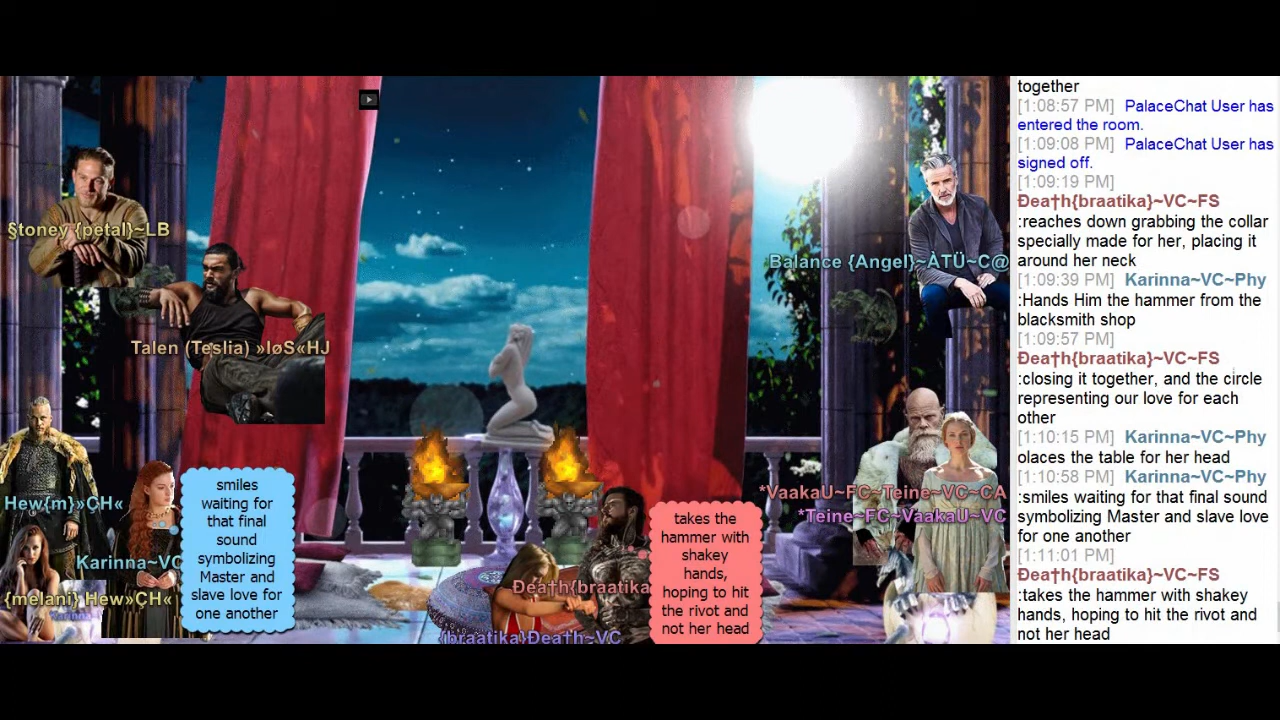 §toney {petal}~LB
Talen (Teslia) »løS«HJ
Balance {Angel}~ÀTÜ~C@
Hew{m}»ÇH«
Karinna~VC
{melani} Hew»ÇH«
smiles
waiting for
that final
sound
symbolizing
Master and
slave love for
one another
Ðea†h{braatika
{braatika}Ðea†h~VC
takes the
hammer with
shakey
hands,
hoping to hit
the rivot and
not her head
*VaakaU~FC~Teine~VC~CA
*Teine~FC~VaakaU~VC
together
[1:08:57 PM] PalaceChat User has
entered the room.
[1:09:08 PM] PalaceChat User has
signed off.
[1:09:19 PM]
Ðea†h{braatika}~VC~FS
:reaches down grabbing the collar
specially made for her, placing it
around her neck
[1:09:39 PM] Karinna~VC~Phy
:Hands Him the hammer from the
blacksmith shop
[1:09:57 PM]
Ðea†h{braatika}~VC~FS
:closing it together, and the circle
representing our love for each
other
[1:10:15 PM] Karinna~VC~Phy
olaces the table for her head
[1:10:58 PM] Karinna~VC~Phy
:smiles waiting for that final sound
symbolizing Master and slave love
for one another
[1:11:01 PM]
Ðea†h{braatika}~VC~FS
:takes the hammer with shakey
hands, hoping to hit the rivot and
not her head